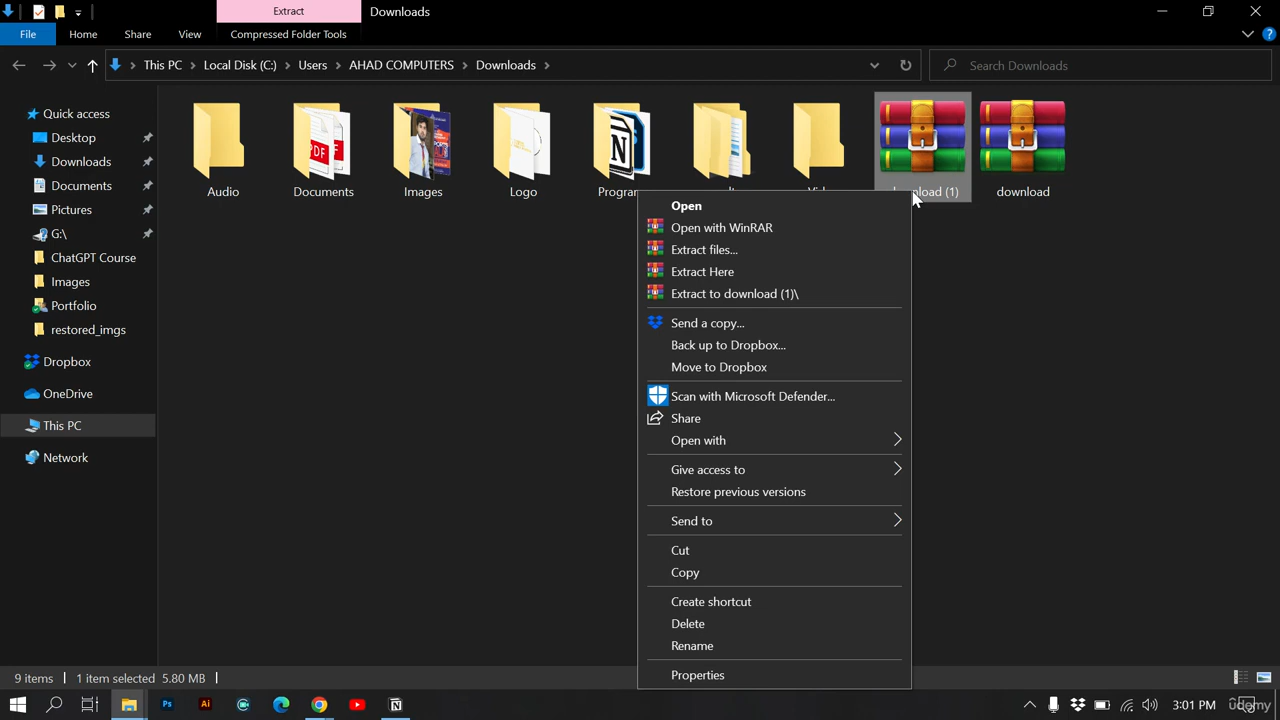 Extract
Downloads
File
Home
Share
View
Compressed Folder Tools
This PC
Local Disk (C:)
Users
AHAD COMPUTERS
Downloads
Search Downloads
Quick access
Desktop
Downloads
Documents
Pictures
G:\
ChatGPT Course
Images
Portfolio
restored_imgs
Dropbox
OneDrive
This PC
Network
Audio
Documents
Images
Logo
Program
download (1)
download
Open
Open with WinRAR
Extract files...
Extract Here
Extract to download (1)\
Send a copy...
Back up to Dropbox...
Move to Dropbox
Scan with Microsoft Defender...
Share
Open with
Give access to
Restore previous versions
Send to
Cut
Copy
Create shortcut
Delete
Rename
Properties
9 items
1 item selected 5.80 MB
3:01 PM
udemy